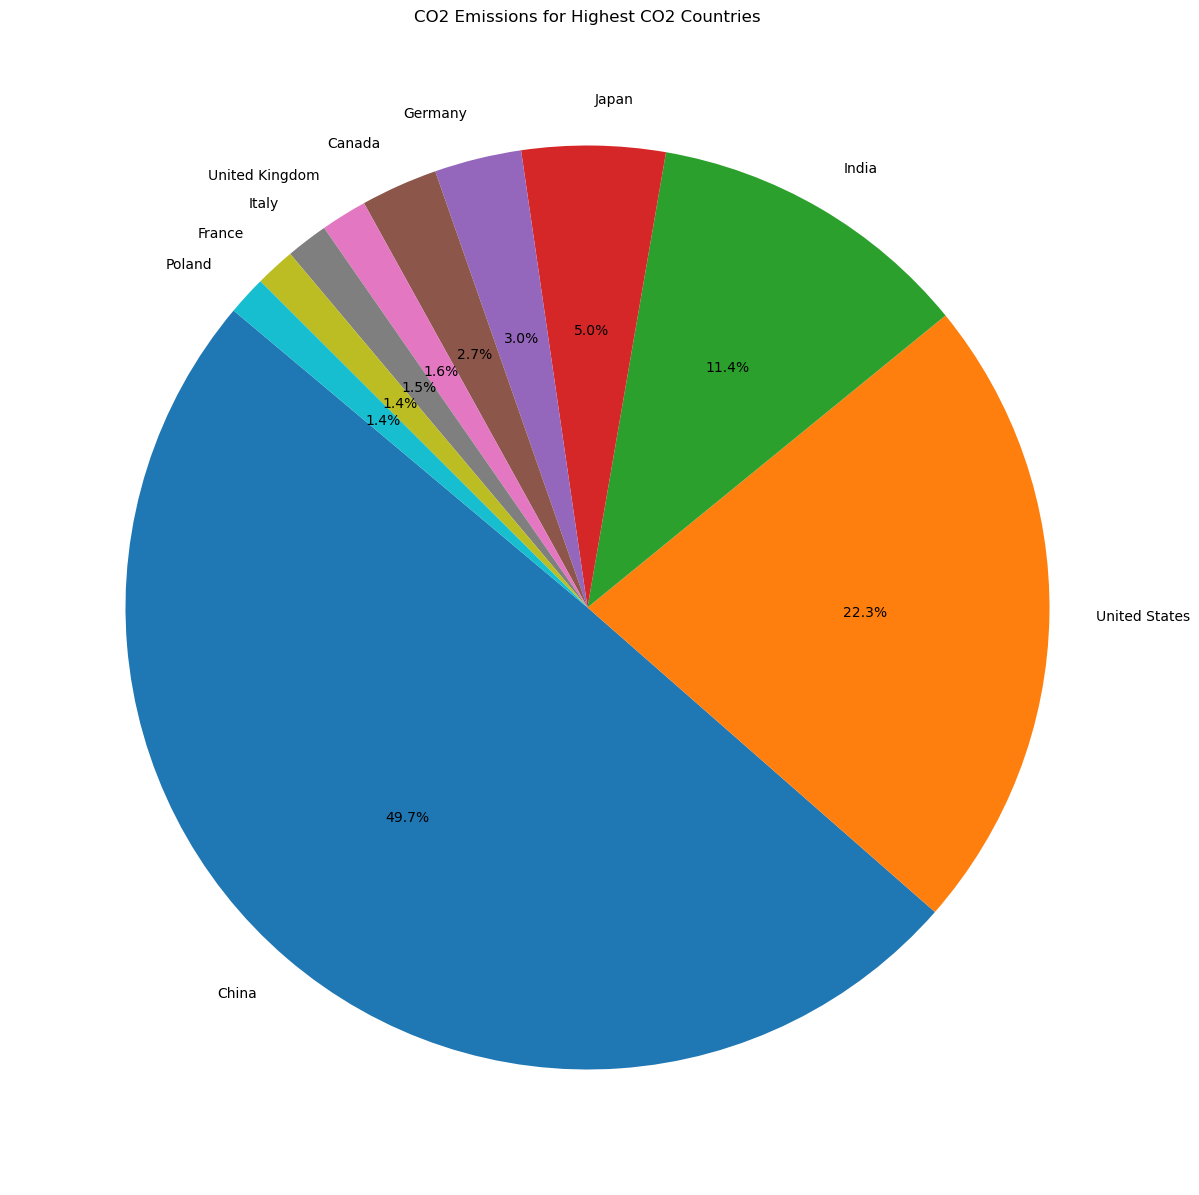 CO2 Emissions for Highest CO2 Countries
Japan
Germany
Canada
India
United Kingdom
Italy
France
Poland
5.0%
3.0%
2.7%
11.4%
1.6%
1.5%
1.4%
1.4%
22.3%
United States
49.7%
China